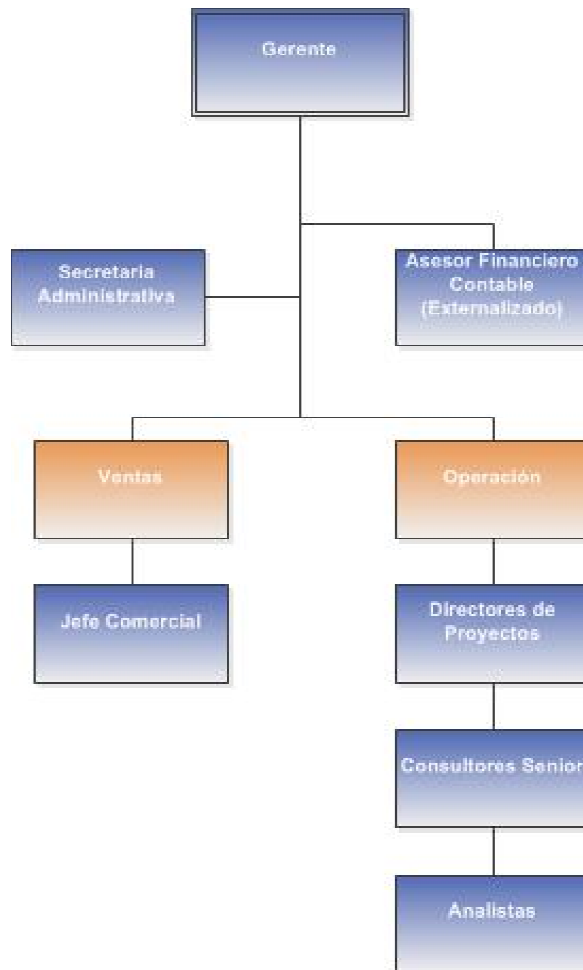 Gerente
Secretaria
Administrativa
Asesor Financiero
Contable
(Externalizado)
Ventas
Operación
Jefe Comercial
Directores de
Proyectos
Consultores Senior
Analistas